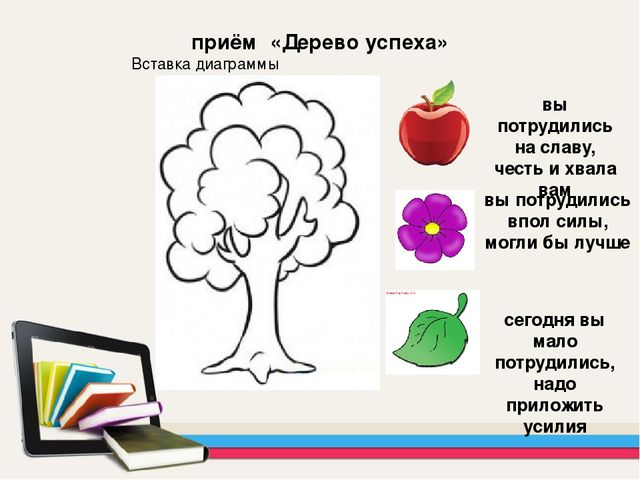 приём «Дерево успеха»
Вставка диаграммы
вы
потрудились
на славу,
честь и хвала
вам
вы потрудились
впол силы,
могли бы лучше
сегодня вы
мало
потрудились,
надо
приложить
усилия